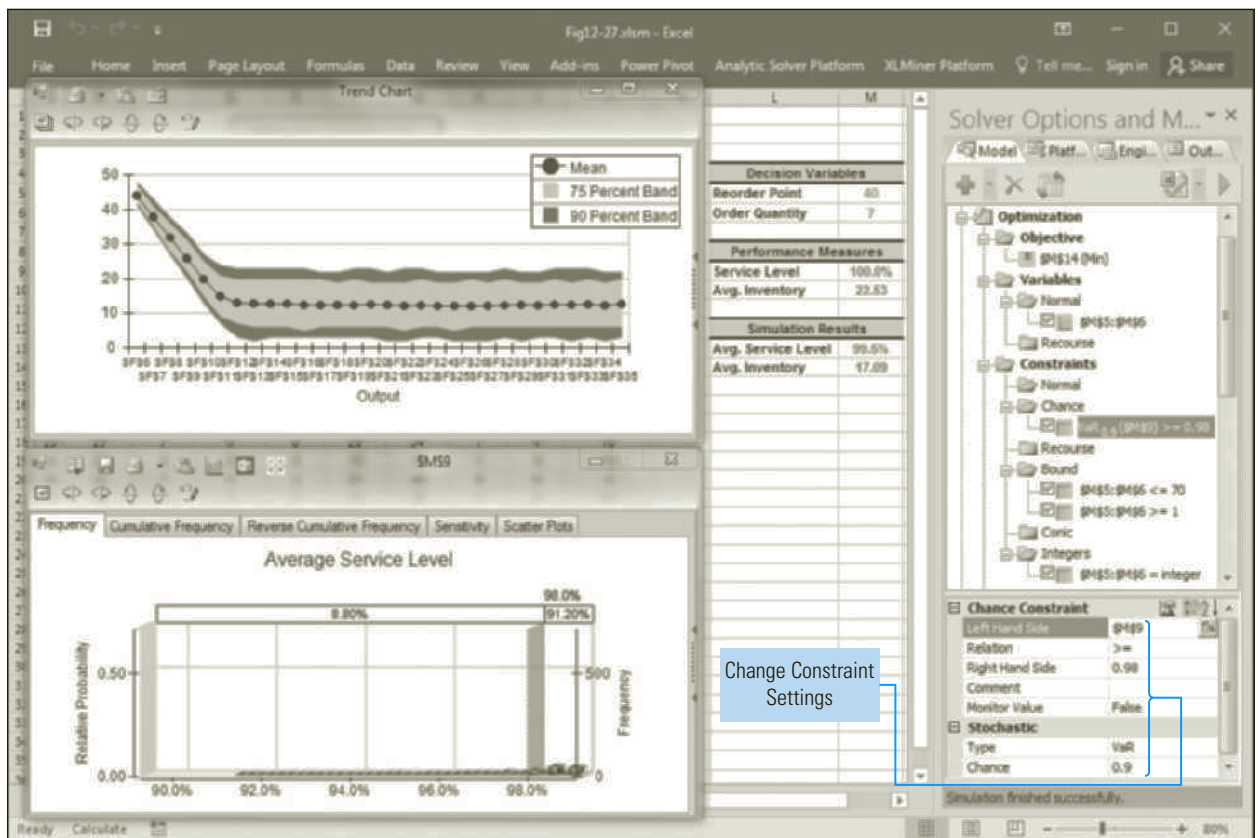 Fig12-27.xlsm - Excel
File Home Insert Page Layout Formulas Data Review View Add-ins Power Pivot Analytic Solver Platform XLMiner Platform Tell me... Sign in Share
Trend Chart
50
40
30
20
10
0
Mean
75 Percent Band
90 Percent Band
Output
L M
Decision Variables
Reorder Point 40
Order Quantity 7
Performance Measures
Service Level 100.0%
Avg. Inventory 22.53
Simulation Results
Avg. Service Level 99.5%
Avg. Inventory 17.09
$M$9
Frequency Cumulative Frequency Reverse Cumulative Frequency Sensitivity Scatter Plots
Average Service Level
98.0%
8.80% 91.20%
Relative Probability
0.50
0.00
500
0
Frequency
90.0% 92.0% 94.0% 96.0% 98.0%
Change Constraint
Settings
Solver Options and M...
Model Platf... Engi... Out...
Optimization
Objective
$M$14 (Min)
Variables
Normal
$M$5:$M$6
Recourse
Constraints
Normal
Chance
($M$9) >= 0.98
Recourse
Bound
$M$5:$M$6 <= 70
$M$5:$M$6 >= 1
Conic
Integers
$M$5:$M$6 = integer
Chance Constraint
Left Hand Side $M$9
Relation >=
Right Hand Side 0.98
Comment
Monitor Value False
Stochastic
Type VaR
Chance 0.9
Simulation finished successfully.
Ready Calculate 80%